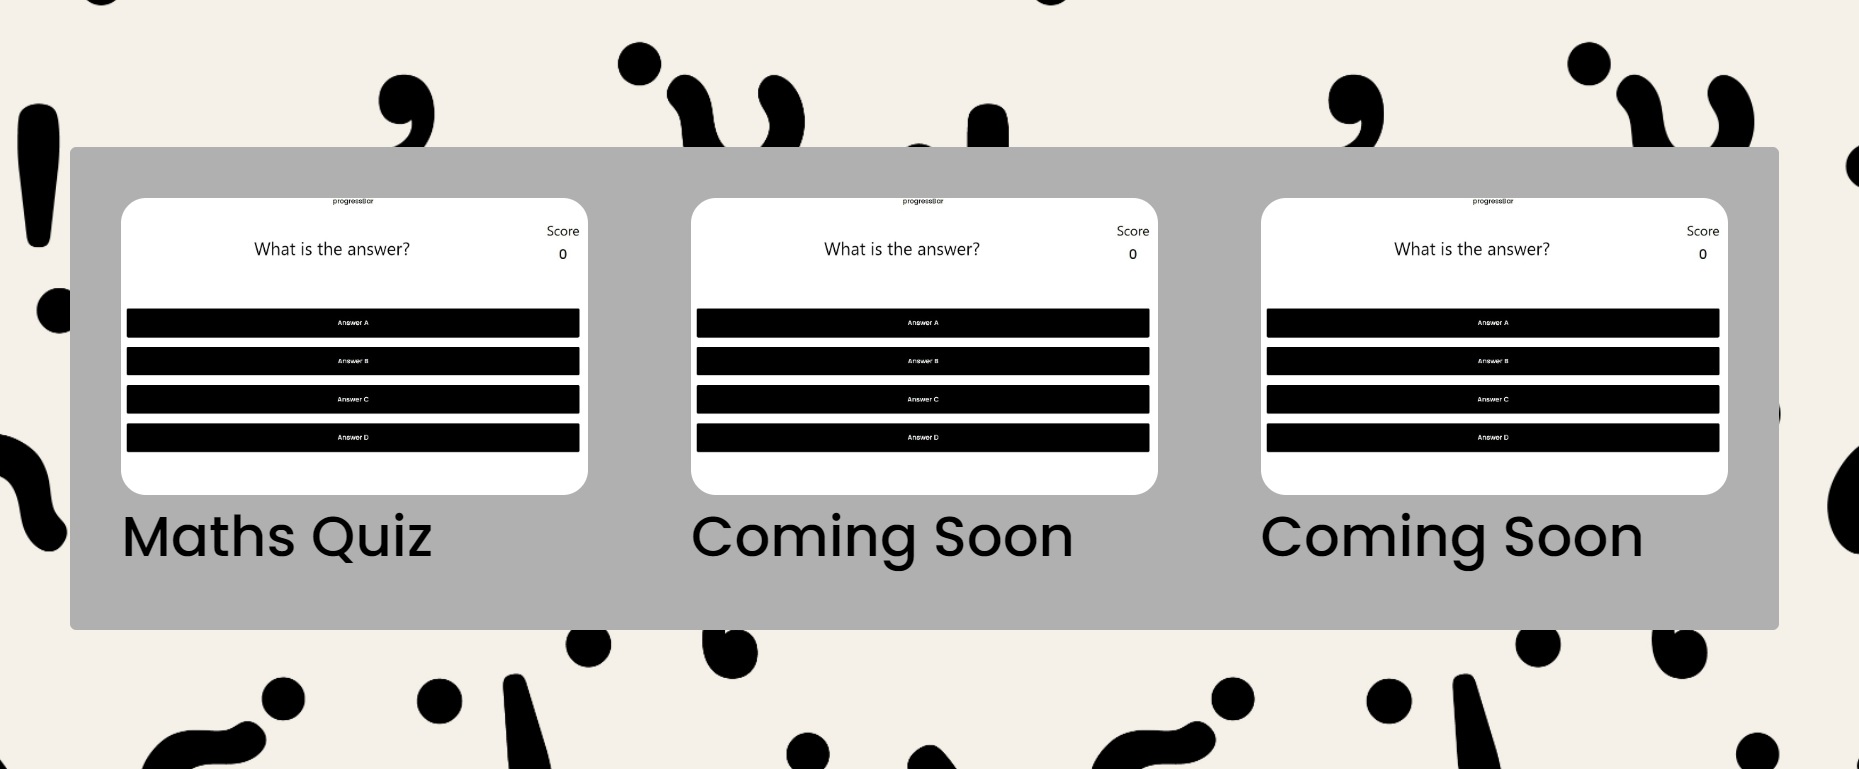 progressBar
Score
What is the answer?
0
Answer A
Answer B
Answer C
Answer D
Maths Quiz
progressBar
Score
What is the answer?
0
Answer A
Answer B
Answer C
Answer D
Coming Soon
progressBar
Score
What is the answer?
0
Answer A
Answer B
Answer C
Answer D
Coming Soon